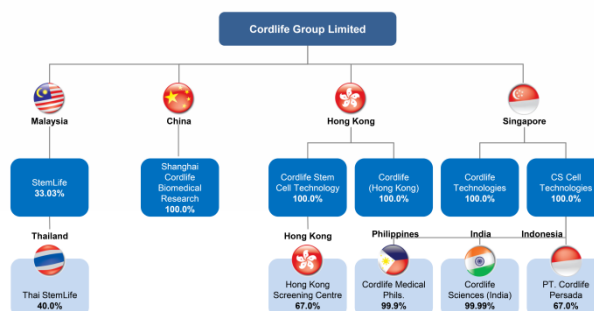 Cordlife Group Limited
Malaysia
China
Hong Kong
Singapore
StemLife
33.03%
Shanghai
Cordlife
Biomedical
Research
100.0%
Cordlife Stem
Cell Technology
100.0%
Cordlife
(Hong Kong)
100.0%
Cordlife
Technologies
100.0%
CS Cell
Technologies
100.0%
Thailand
Hong Kong
Philippines
India
Indonesia
Thai StemLife
40.0%
Hong Kong
Screening Centre
67.0%
Cordlife Medical
Phils.
99.9%
Cordlife
Sciences (India)
99.99%
PT. Cordlife
Persada
67.0%